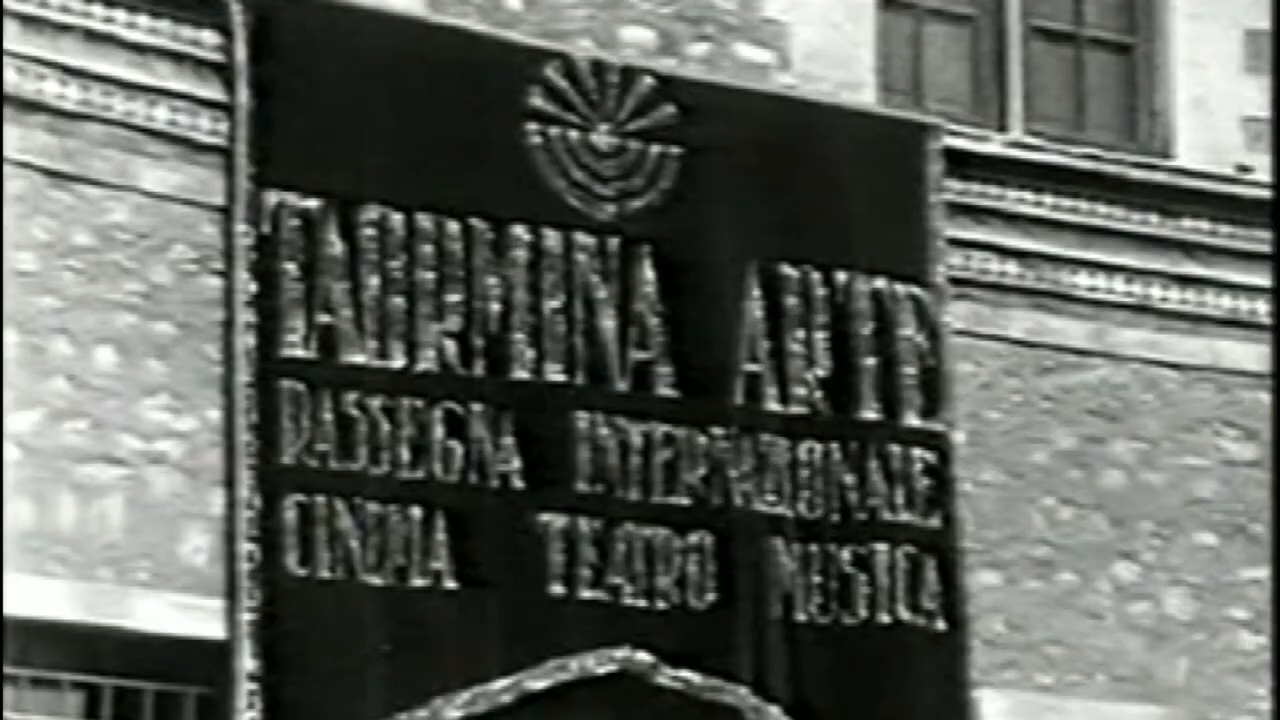 TAORMINA ARTE
RASSEGNA INTERNAZIONALE
CINEMA TEATRO MUSICA